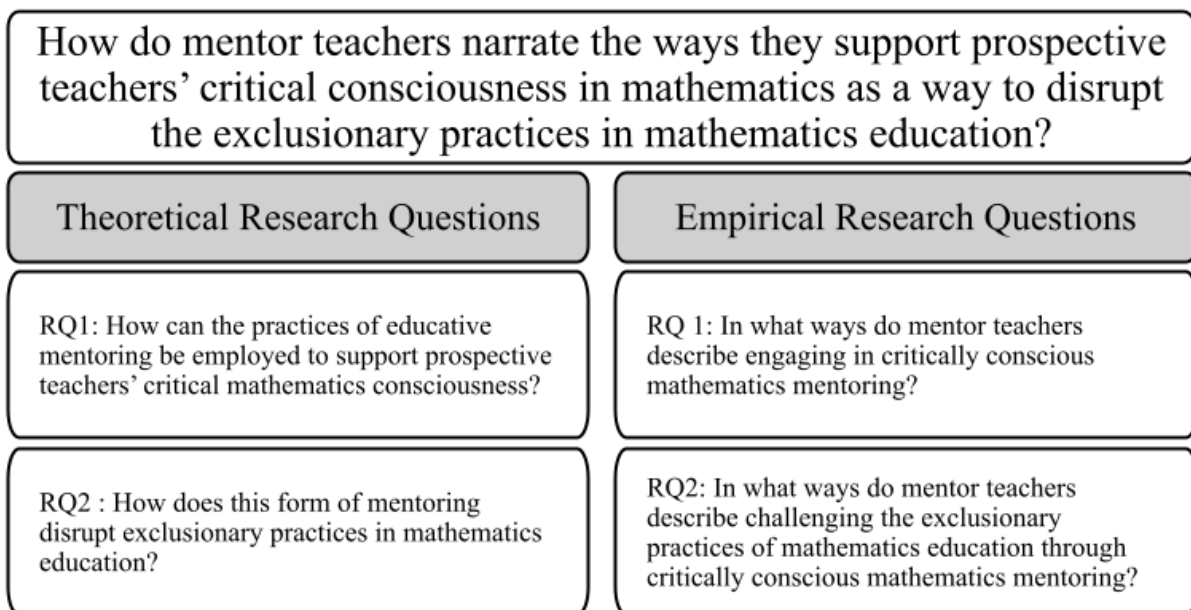 How do mentor teachers narrate the ways they support prospective
teachers’ critical consciousness in mathematics as a way to disrupt
the exclusionary practices in mathematics education?
Theoretical Research Questions
Empirical Research Questions
RQ1: How can the practices of educative
mentoring be employed to support prospective
teachers’ critical mathematics consciousness?
RQ 1: In what ways do mentor teachers
describe engaging in critically conscious
mathematics mentoring?
RQ2 : How does this form of mentoring
disrupt exclusionary practices in mathematics
education?
RQ2: In what ways do mentor teachers
describe challenging the exclusionary
practices of mathematics education through
critically conscious mathematics mentoring?